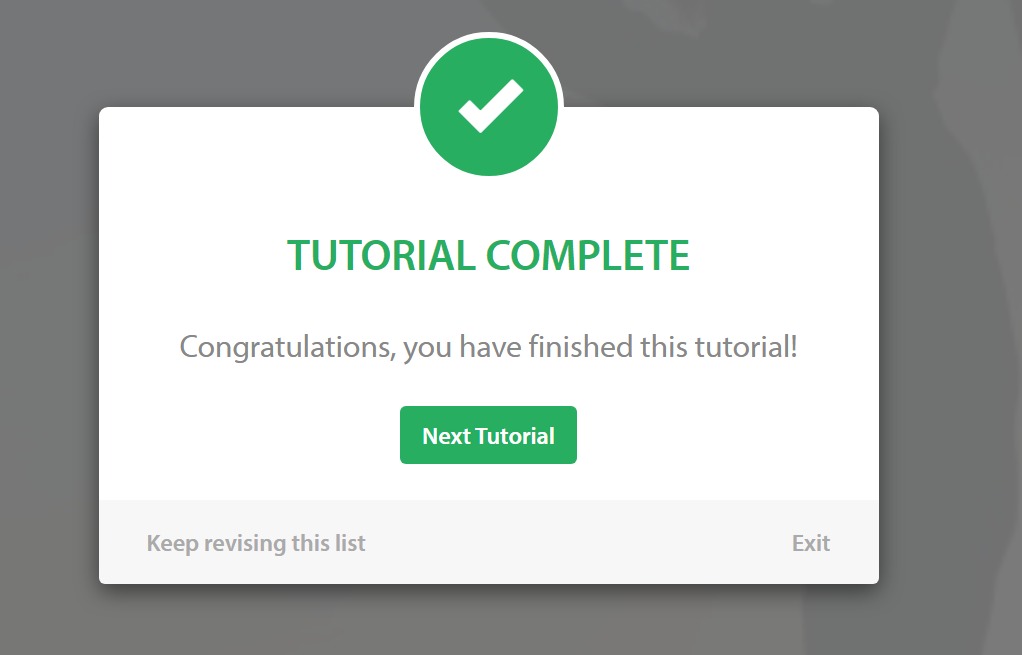 TUTORIAL COMPLETE
Congratulations, you have finished this tutorial!
Next Tutorial
Keep revising this list
Exit